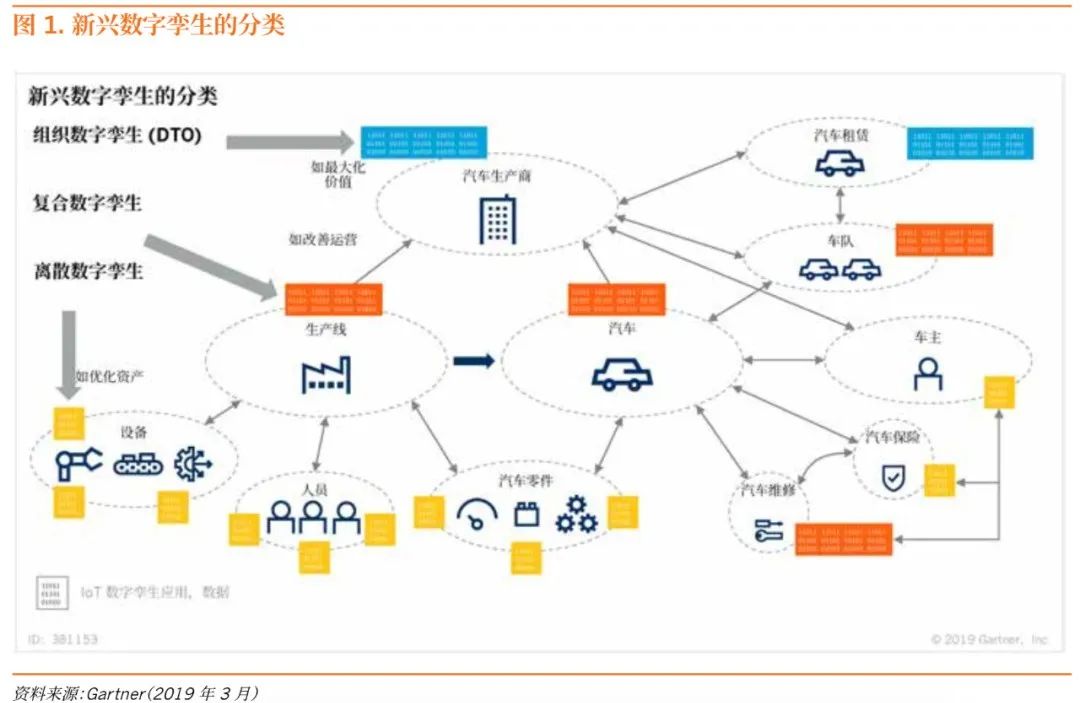 图 1. 新兴数字孪生的分类
新兴数字孪生的分类
组织数字孪生 (DTO)
如最大化
价值
汽车生产商
汽车租赁
复合数字孪生
如改善运营
车队
离散数字孪生
生产线
汽车
车主
如优化资产
设备
汽车保险
人员
汽车零件
汽车维修
IoT 数字孪生应用，数据
ID: 381153
© 2019 Gartner, Inc
资料来源:Gartner(2019 年 3 月)